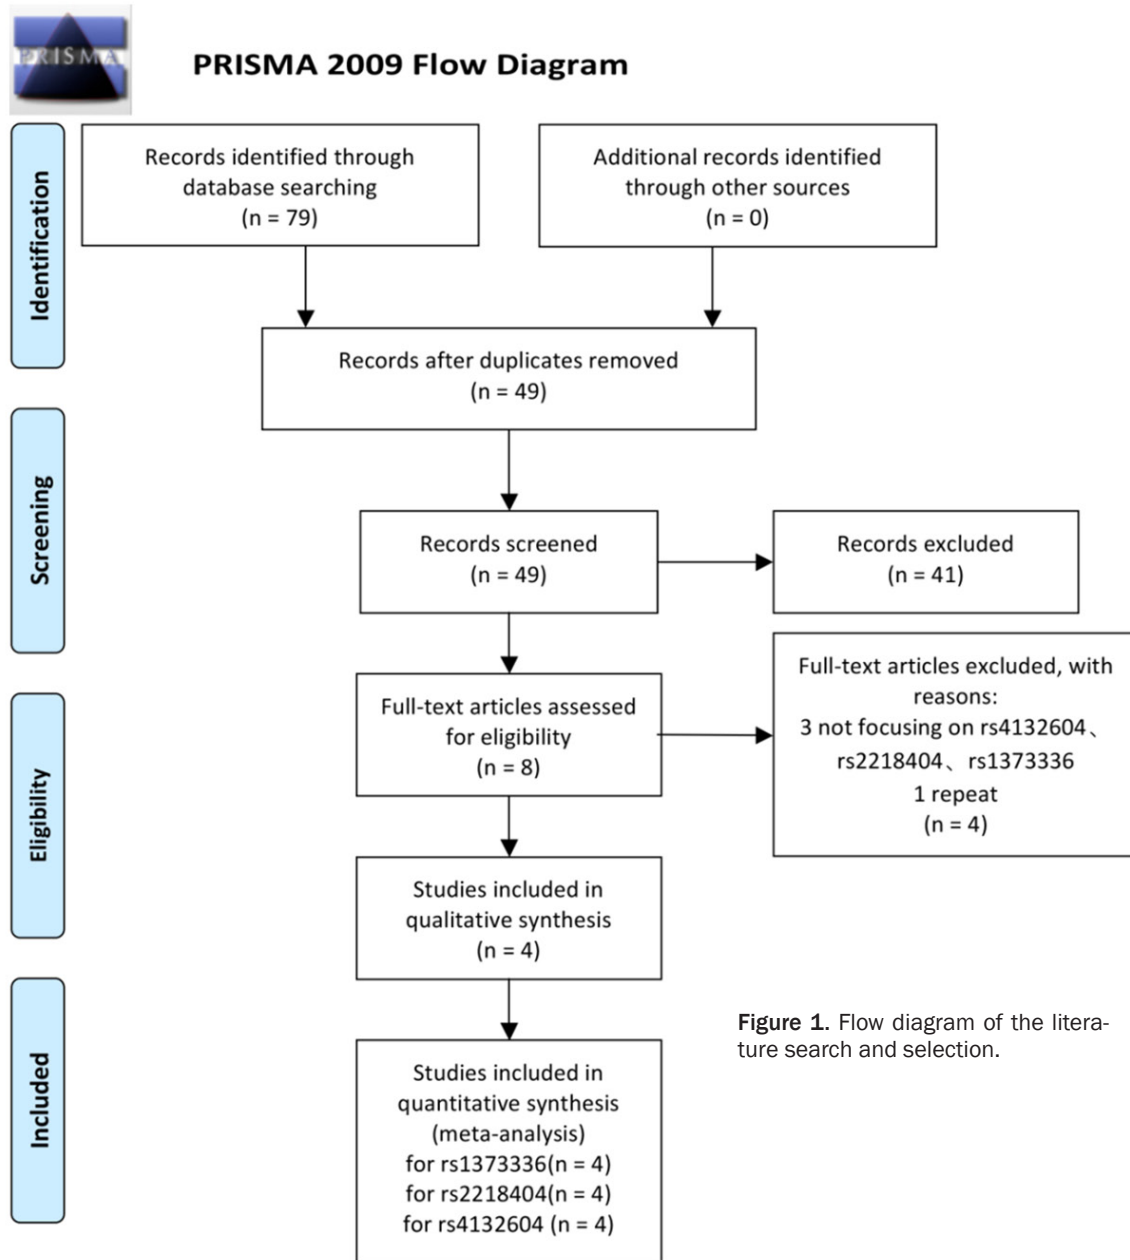 PRISMA
PRISMA 2009 Flow Diagram
Identification
Records identified through
database searching
(n = 79)
Additional records identified
through other sources
(n = 0)
Records after duplicates removed
(n = 49)
Screening
Records screened
(n = 49)
Records excluded
(n = 41)
Eligibility
Full-text articles assessed
for eligibility
(n = 8)
Full-text articles excluded, with
reasons:
3 not focusing on rs4132604、
rs2218404、rs1373336
1 repeat
(n = 4)
Studies included in
qualitative synthesis
(n = 4)
Included
Studies included in
quantitative synthesis
(meta-analysis)
for rs1373336(n = 4)
for rs2218404(n = 4)
for rs4132604 (n = 4)
Figure 1. Flow diagram of the litera-
ture search and selection.